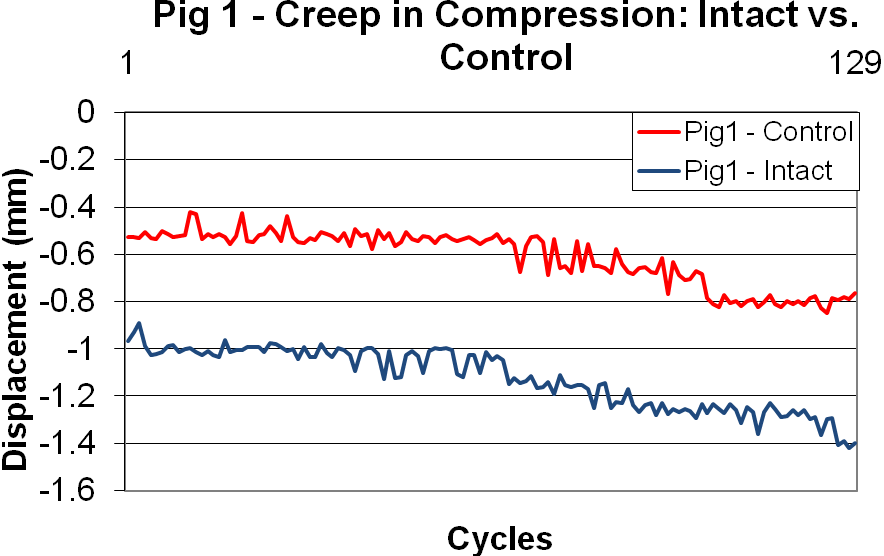 Pig 1 - Creep in Compression: Intact vs.
Control
1
129
0
-0.2
-0.4
-0.6
-0.8
-1
-1.2
-1.4
-1.6
Displacement (mm)
Pig1 - Control
Pig1 - Intact
Cycles